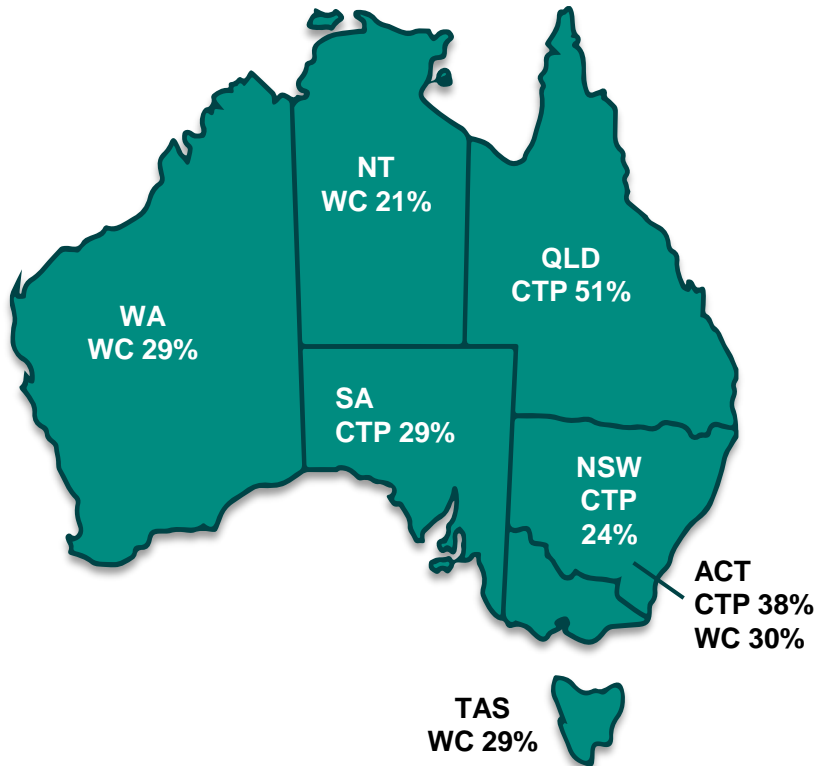 NT
WC 21%
QLD
CTP 51%
WA
WC 29%
SA
CTP 29%
NSW
CTP
24%
ACT
CTP 38%
WC 30%
TAS
WC 29%